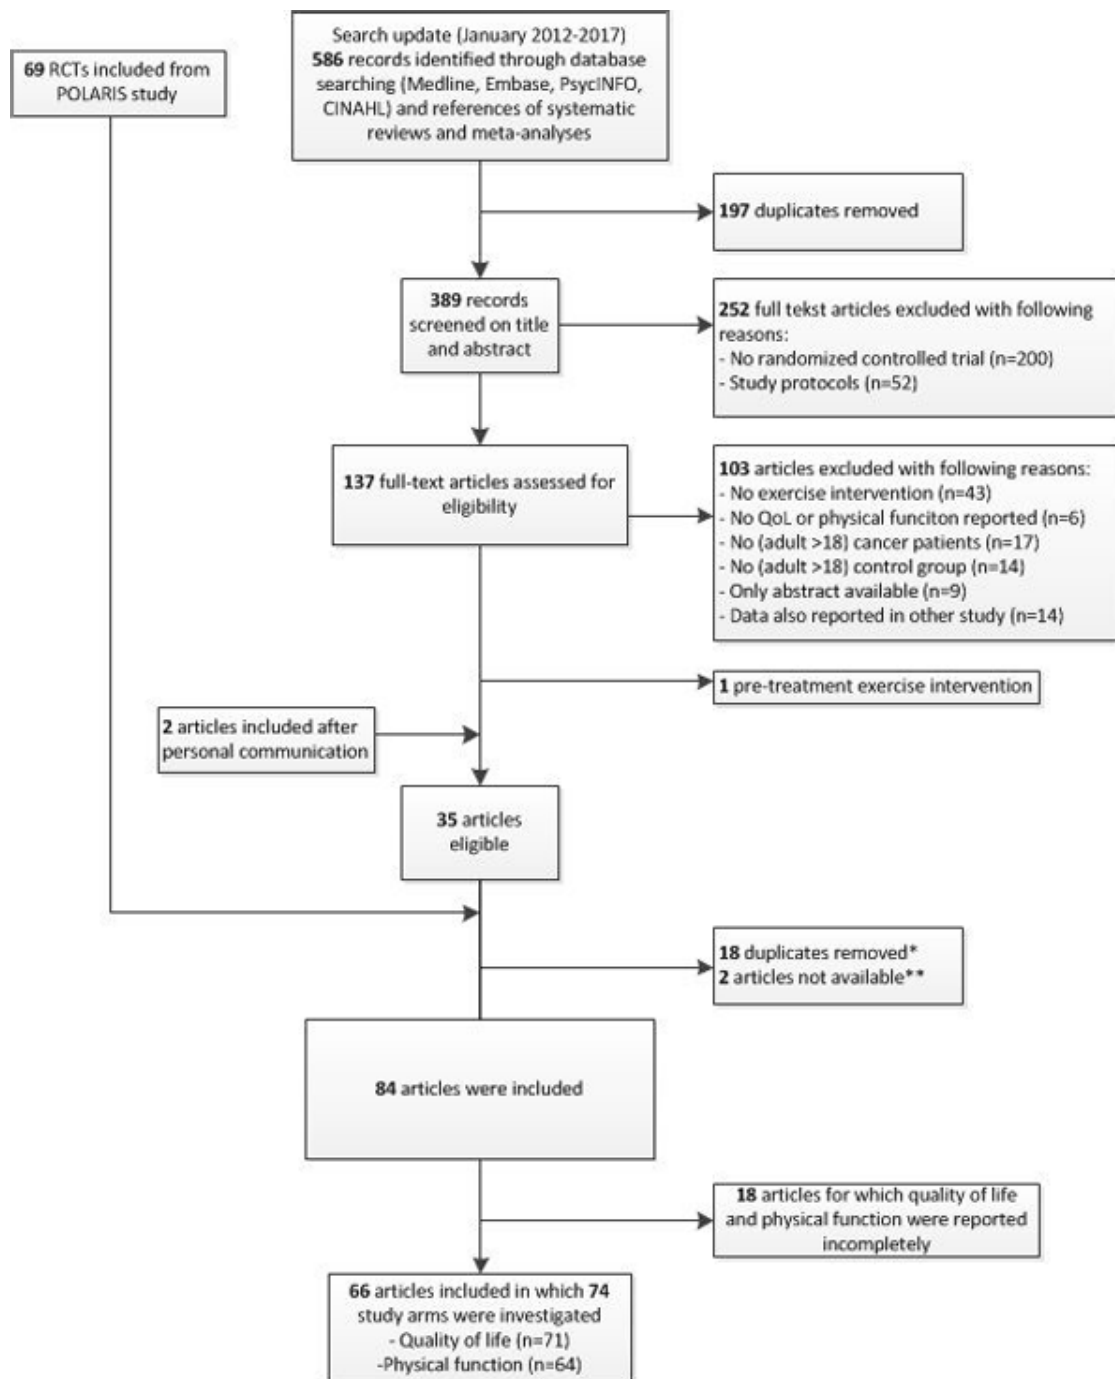 Search update (January 2012-2017)
586 records identified through database
searching (Medline, Embase, PsycINFO,
CINAHL) and references of systematic
reviews and meta-analyses
69 RCTs included from
POLARIS study
197 duplicates removed
389 records
screened on title
and abstract
252 full tekst articles excluded with following
reasons:
- No randomized controlled trial (n=200)
- Study protocols (n=52)
137 full-text articles assessed for
eligibility
103 articles excluded with following reasons:
- No exercise intervention (n=43)
- No QoL or physical funciton reported (n=6)
- No (adult >18) cancer patients (n=17)
- No (adult >18) control group (n=14)
- Only abstract available (n=9)
- Data also reported in other study (n=14)
1 pre-treatment exercise intervention
2 articles included after
personal communication
35 articles
eligible
18 duplicates removed*
2 articles not available**
84 articles were included
18 articles for which quality of life
and physical function were reported
incompletely
66 articles included in which 74
study arms were investigated
- Quality of life (n=71)
-Physical function (n=64)